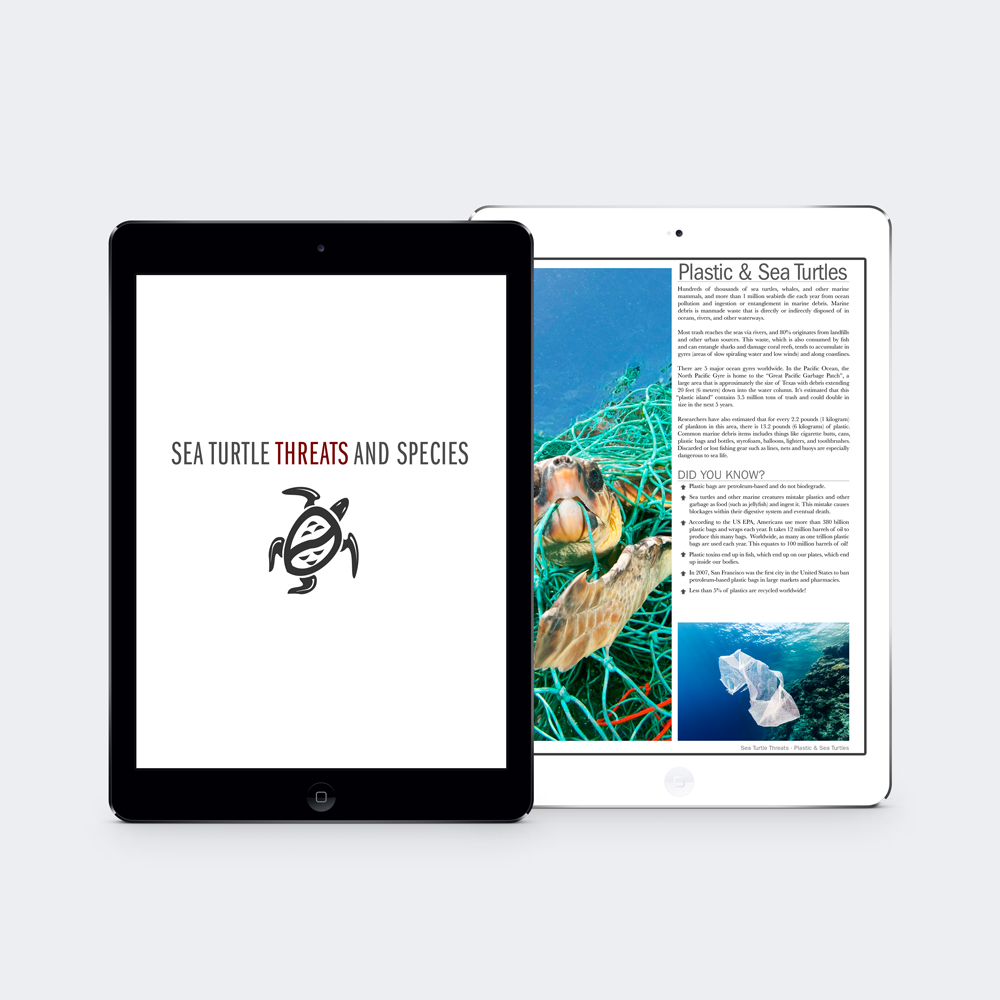 SEA TURTLE THREATS AND SPECIES
Plastic & Sea Turtles
Hundreds of thousands of sea turtles, whales, and other marine
mammals, and more than 1 million seabirds die each year from ocean
pollution and ingestion or entanglement in marine debris. Marine
debris is manmade waste that is directly or indirectly disposed of in
oceans, rivers, and other waterways.
Most trash reaches the seas via rivers, and 80% originates from landfills
and other urban sources. This waste, which is also consumed by fish
and can entangle sharks and damage coral reefs, tends to accumulate in
gyres (areas of slow spiraling water and low winds) and along coastlines.
There are 5 major ocean gyres worldwide. In the Pacific Ocean, the
North Pacific Gyre is home to the “Great Pacific Garbage Patch”, a
large area that is approximately the size of Texas with debris extending
20 feet (6 meters) down into the water column. It's estimated that this
“plastic island” contains 3.5 million tons of trash and could double in
size in the next 5 years.
Researchers have also estimated that for every 2.2 pounds (1 kilogram)
of plankton in this area, there is 13.2 pounds (6 kilograms) of plastic.
Common marine debris items includes things like cigarette butts, cans,
plastic bags and bottles, styrofoam, balloons, lighters, and toothbrushes.
Discarded or lost fishing gear such as lines, nets and buoys are especially
dangerous to sea life.
DID YOU KNOW?
Plastic bags are petroleum-based and do not biodegrade.
Sea turtles and other marine creatures mistake plastics and other
garbage as food (such as jellyfish) and ingest it. This mistake causes
blockages within their digestive system and eventual death.
According to the US EPA, Americans use more than 380 billion
plastic bags and wraps each year. It takes 12 million barrels of oil to
produce this many bags. Worldwide, as many as one trillion plastic
bags are used each year. This equates to 100 million barrels of oil!
Plastic toxins end up in fish, which end up on our plates, which end
up inside our bodies.
In 2007, San Francisco was the first city in the United States to ban
petroleum-based plastic bags in large markets and pharmacies.
Less than 5% of plastics are recycled worldwide!
Sea Turtle Threats · Plastic & Sea Turtles